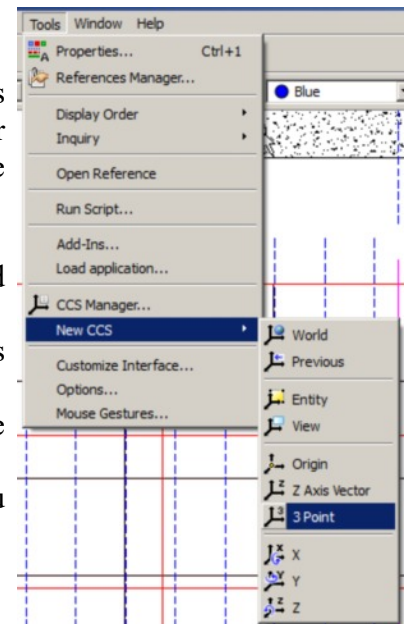 Tools Window Help
Properties... Ctrl+1
References Manager...
Blue
Display Order
Inquiry
Open Reference
Run Script...
Add-Ins...
Load application...
CCS Manager...
New CCS
World
Previous
Customize Interface...
Options...
Mouse Gestures...
Entity
View
Origin
Z Axis Vector
3 Point
X
Y
Z